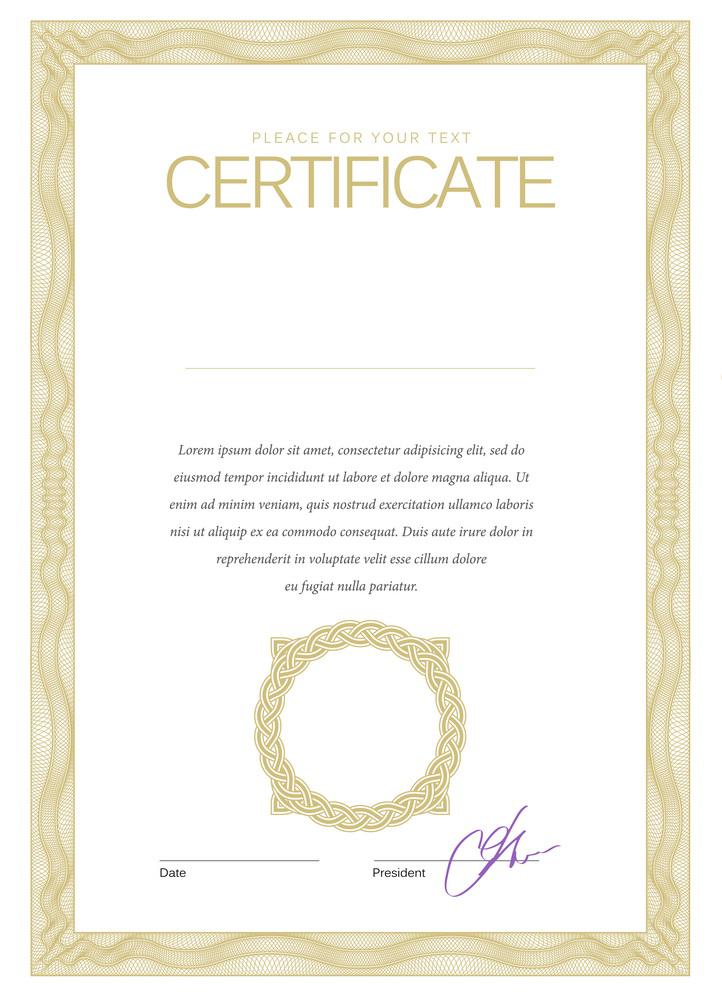 PLEACE FOR YOUR TEXT
CERTIFICATE
Lorem ipsum dolor sit amet, consectetur adipisicing elit, sed do
eiusmod tempor incididunt ut labore et dolore magna aliqua. Ut
enim ad minim veniam, quis nostrud exercitation ullamco laboris
nisi ut aliquip ex ea commodo consequat. Duis aute irure dolor in
reprehenderit in voluptate velit esse cillum dolore
eu fugiat nulla pariatur.
Date
President